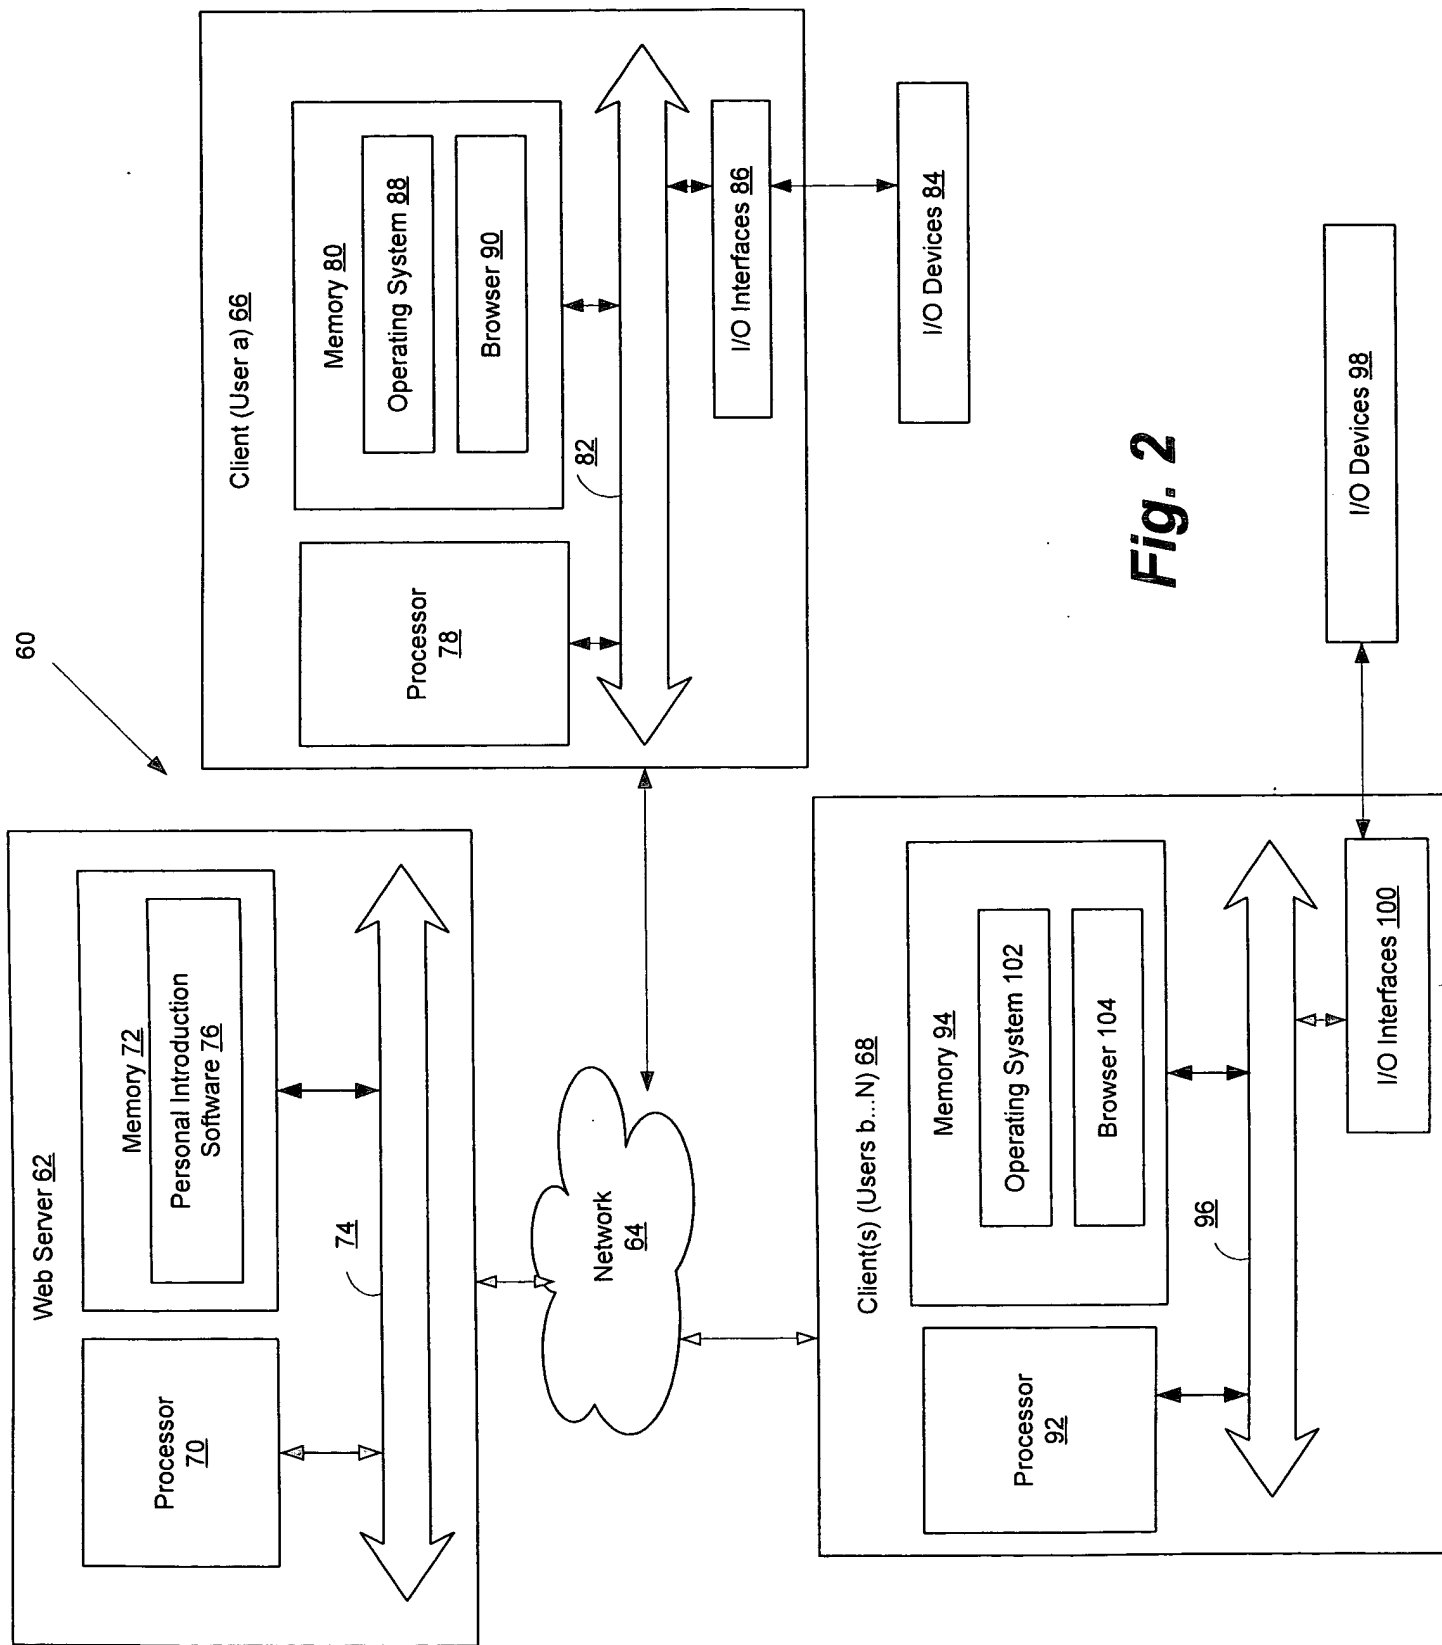 60
Web Server 62
Memory 72
Personal Introduction
Software 76
Processor
70
74
Network
64
Client (User a) 66
Memory 80
Operating System 88
Browser 90
Processor
78
82
I/O Interfaces 86
I/O Devices 84
Client(s) (Users b...N) 68
Memory 94
Operating System 102
Browser 104
Processor
92
96
I/O Interfaces 100
I/O Devices 98
Fig. 2